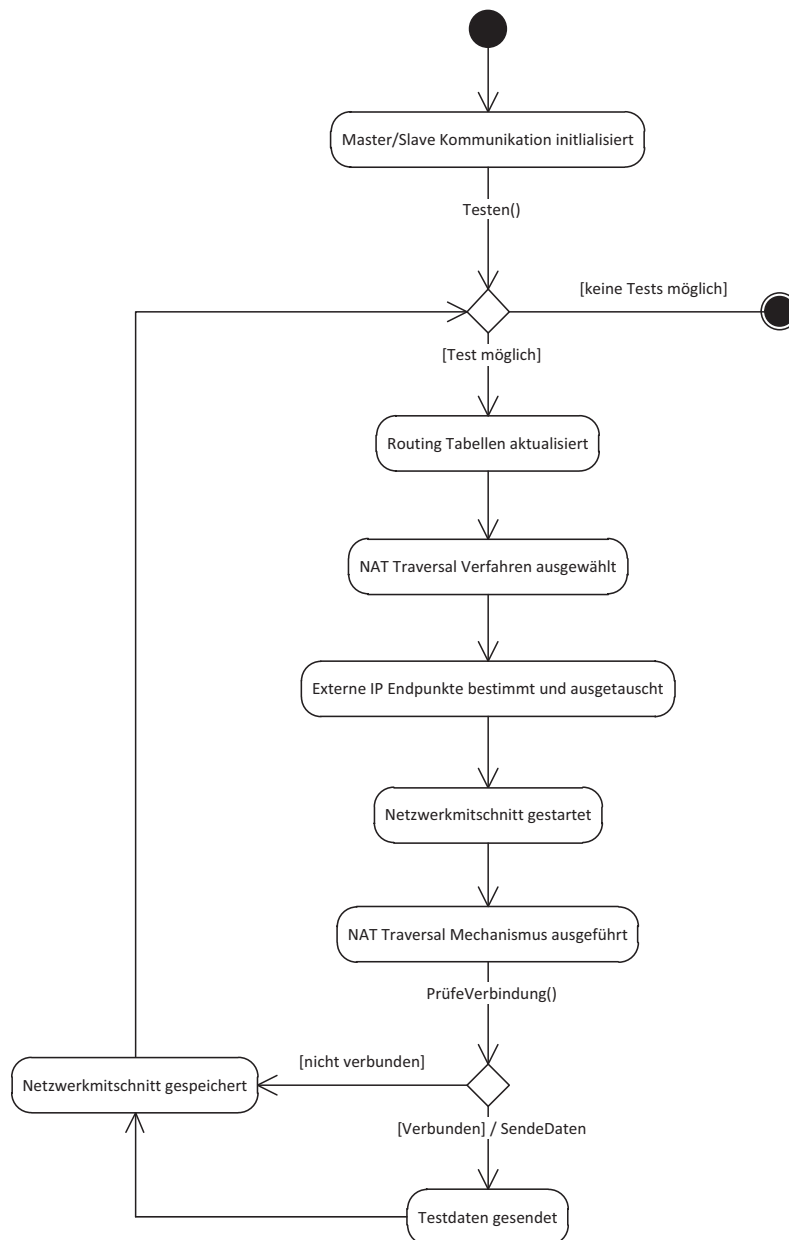 Master/Slave Kommunikation initlialisiert
Testen()
[keine Tests möglich]
[Test möglich]
Routing Tabellen aktualisiert
NAT Traversal Verfahren ausgewählt
Externe IP Endpunkte bestimmt und ausgetauscht
Netzwerkmitschnitt gestartet
NAT Traversal Mechanismus ausgeführt
PrüfeVerbindung()
[nicht verbunden]
Netzwerkmitschnitt gespeichert
[Verbunden] / SendeDaten
Testdaten gesendet